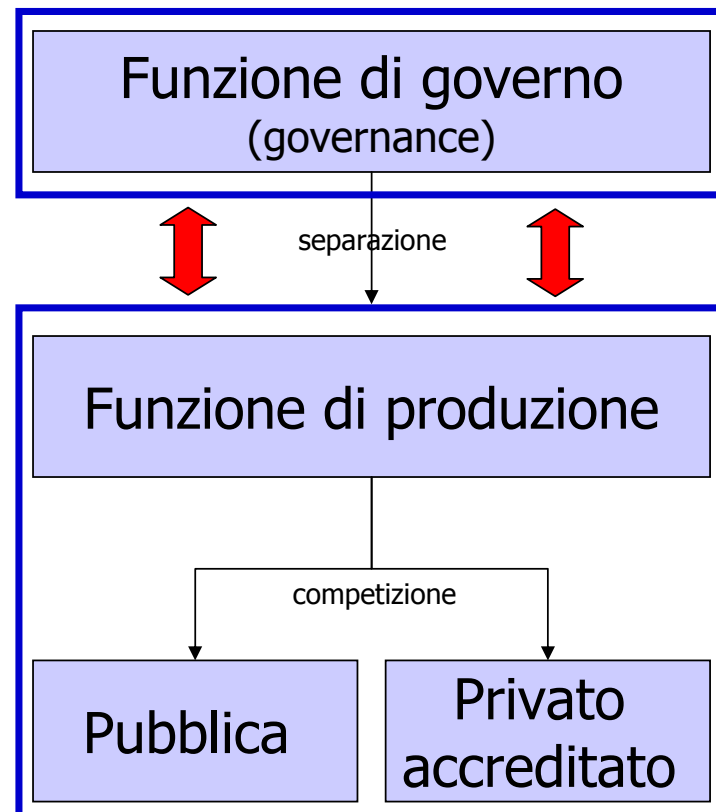 Funzione di governo
(governance)
separazione
Funzione di produzione
competizione
Pubblica
Privato
accreditato